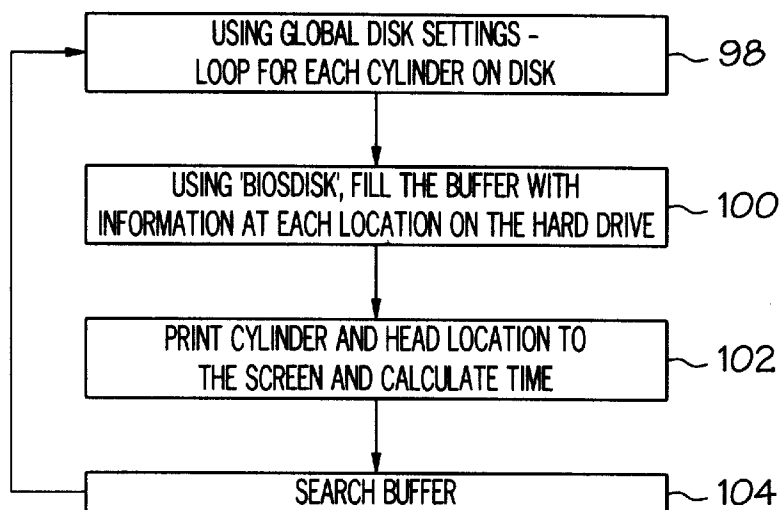 USING GLOBAL DISK SETTINGS -
LOOP FOR EACH CYLINDER ON DISK
98
USING 'BIOSDISK', FILL THE BUFFER WITH
INFORMATION AT EACH LOCATION ON THE HARD DRIVE
100
PRINT CYLINDER AND HEAD LOCATION TO
THE SCREEN AND CALCULATE TIME
102
SEARCH BUFFER
104